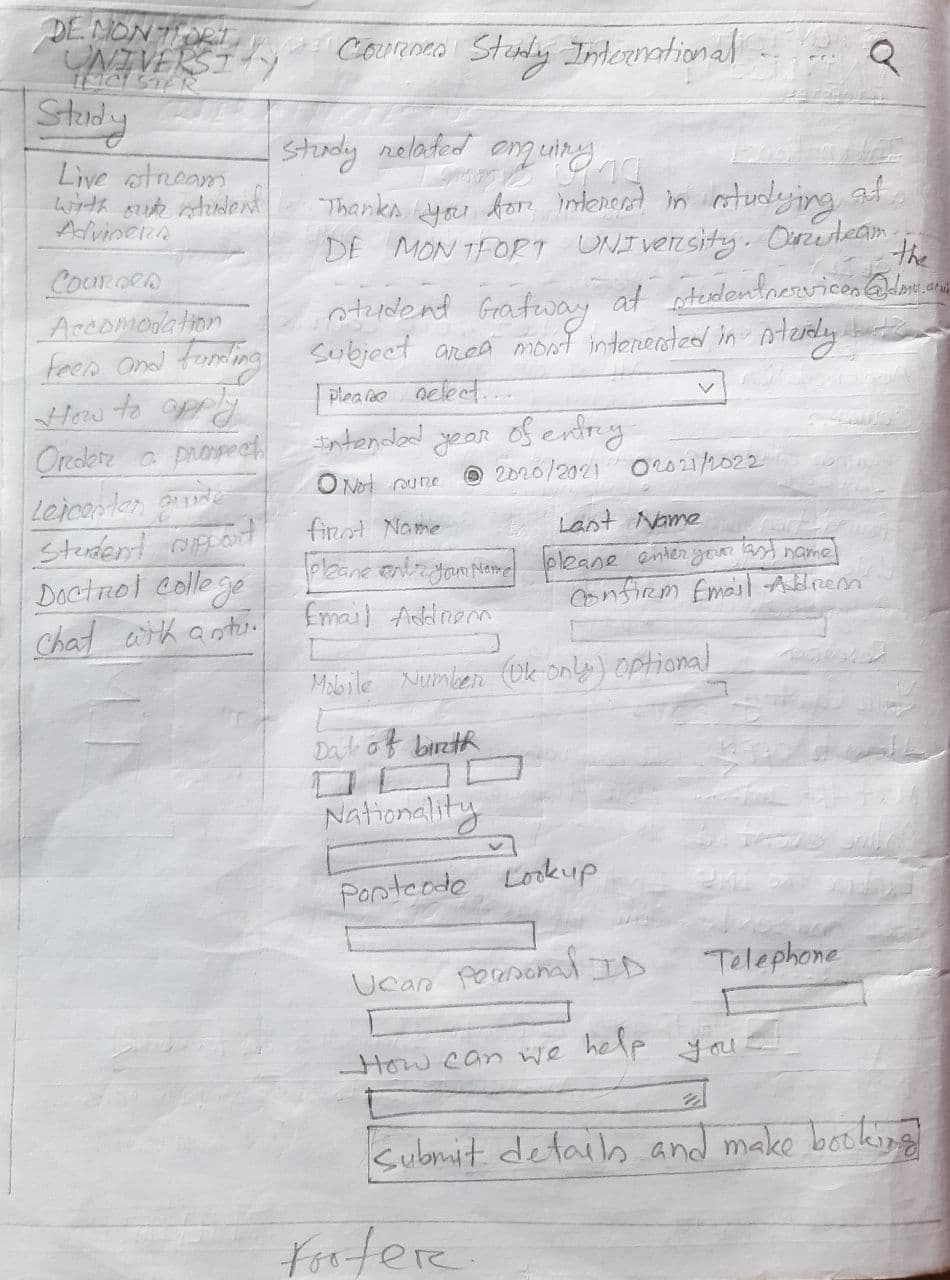 DE MONTFORT
UNIVERSITY
LEICISTER
Courses Study International ... ...
Study
Live stream
with our student
Advisers
Courses
Accomodation
Fees and funding
How to apply
Order a prospect
Leicester guide
Student support
Doctrol college
Chat with a stu.
Study related enquiry
Thanks you for interest in studying at
DE MONTFORT UNIVERSITY. Our team
the
student Gatway at studentservices@dmu.
Subject area most interested in study
Please select...
Intended year of entry
Not sure 2020/2021 2021/2022
First Name Last Name
Please enter your Name Please enter your last name
Email Address Confirm Email Address
Mobile Number (Uk only) optional
Date of birth
Nationality
Postcode Lookup
Ucas Personal ID Telephone
How can we help you
Submit details and make booking
Footer